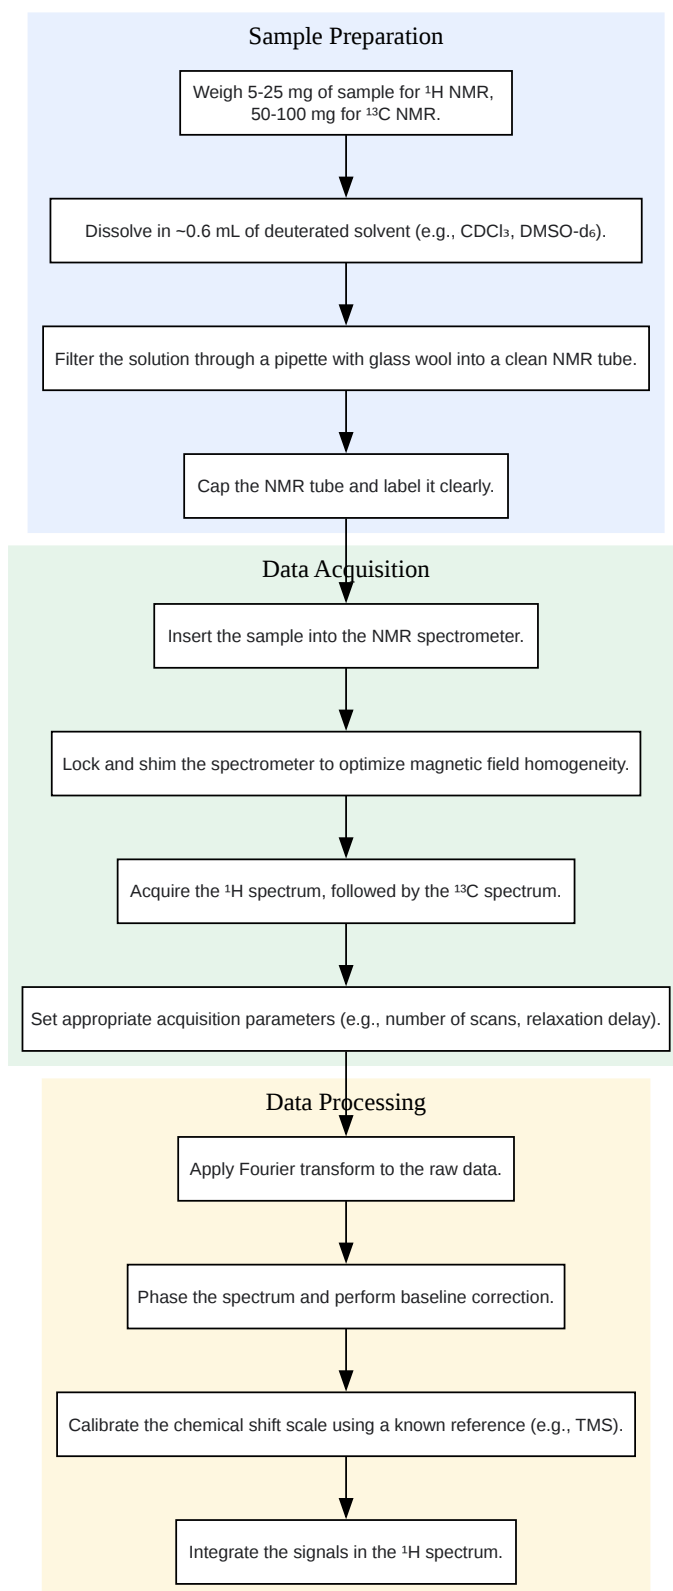 Sample Preparation
Weigh 5-25 mg of sample for ¹H NMR,
50-100 mg for ¹³C NMR.
Dissolve in ~0.6 mL of deuterated solvent (e.g., CDCl₃, DMSO-d₆).
Filter the solution through a pipette with glass wool into a clean NMR tube.
Cap the NMR tube and label it clearly.
Data Acquisition
Insert the sample into the NMR spectrometer.
Lock and shim the spectrometer to optimize magnetic field homogeneity.
Acquire the ¹H spectrum, followed by the ¹³C spectrum.
Set appropriate acquisition parameters (e.g., number of scans, relaxation delay).
Data Processing
Apply Fourier transform to the raw data.
Phase the spectrum and perform baseline correction.
Calibrate the chemical shift scale using a known reference (e.g., TMS).
Integrate the signals in the ¹H spectrum.